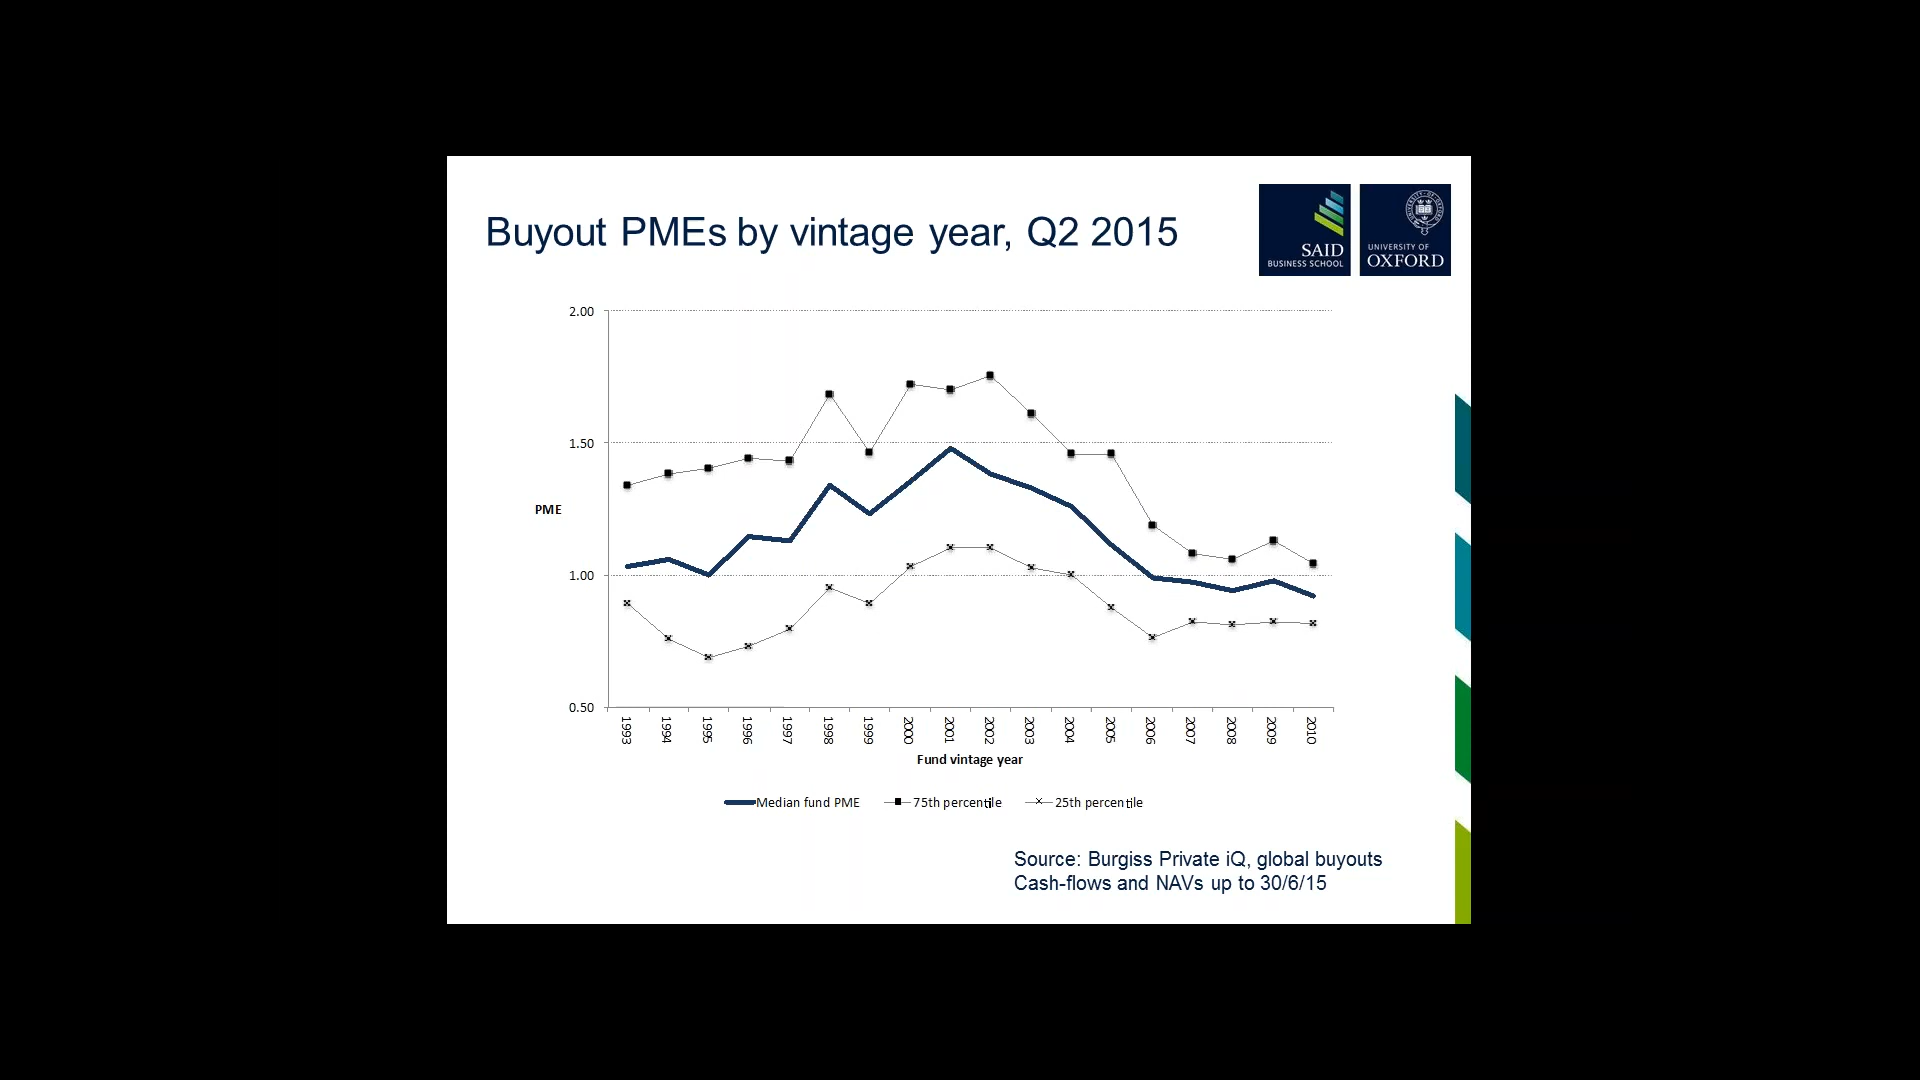 Buyout PMEs by vintage year, Q2 2015
SAID
BUSINESS SCHOOL
UNIVERSITY OF
OXFORD
2.00
1.50
PME
1.00
0.50
1993
1994
1995
1996
1997
1998
1999
2000
2001
2002
2003
2004
2005
2006
2007
2008
2009
2010
Fund vintage year
Median fund PME
75th percentile
25th percentile
Source: Burgiss Private iQ, global buyouts
Cash-flows and NAVs up to 30/6/15